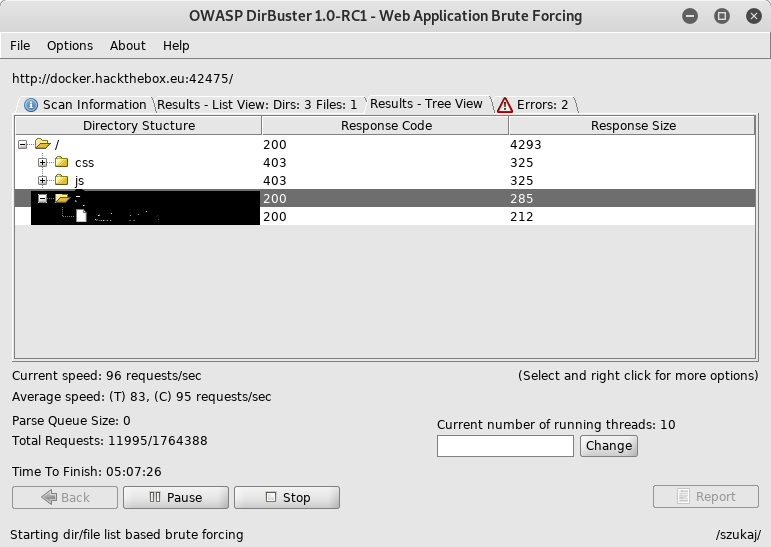 OWASP DirBuster 1.0-RC1 - Web Application Brute Forcing
File Options About Help
http://docker.hackthebox.eu:42475/
Scan Information Results - List View: Dirs: 3 Files: 1 Results - Tree View Errors: 2
Directory Stucture Response Code Response Size
/ 200 4293
css 403 325
js 403 325
200 285
200 212
Current speed: 96 requests/sec (Select and right click for more options)
Average speed: (T) 83, (C) 95 requests/sec
Parse Queue Size: 0 Current number of running threads: 10
Total Requests: 11995/1764388
Change
Time To Finish: 05:07:26
Back Pause Stop Report
Starting dir/file list based brute forcing /szukaj/